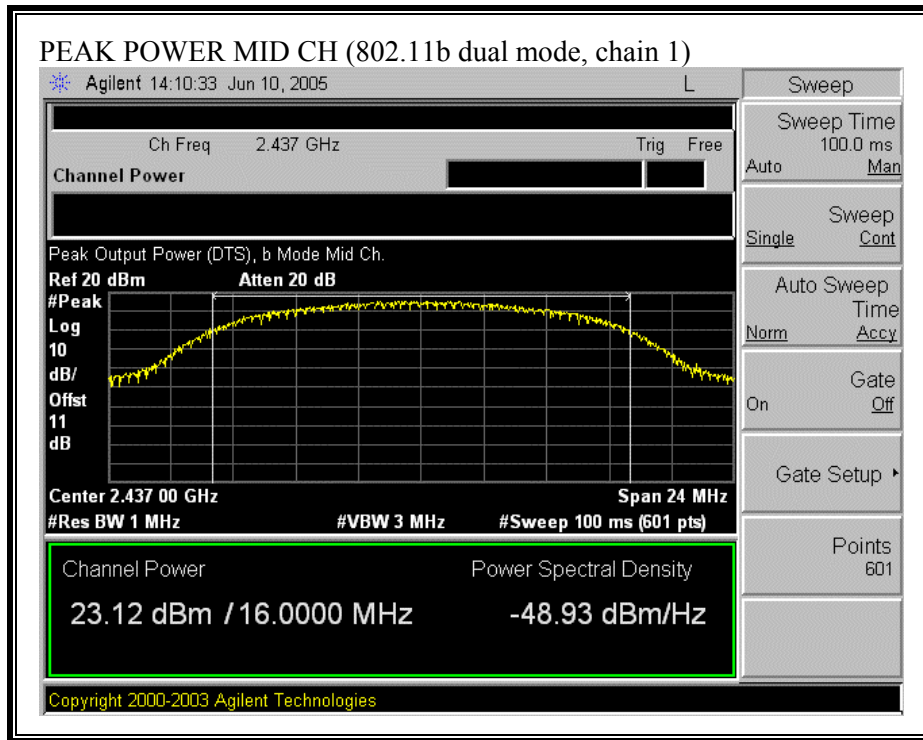 PEAK POWER MID CH (802.11b dual mode, chain 1)
Agilent 14:10:33 Jun 10, 2005 L
Ch Freq 2.437 GHz Trig Free
Channel Power
Peak Output Power (DTS), b Mode Mid Ch.
Ref 20 dBm Atten 20 dB
#Peak
Log
10
dB/
Offst
11
dB
Center 2.437 00 GHz Span 24 MHz
#Res BW 1 MHz #VBW 3 MHz #Sweep 100 ms (601 pts)
Channel Power Power Spectral Density
23.12 dBm / 16.0000 MHz -48.93 dBm/Hz
Copyright 2000-2003 Agilent Technologies
Sweep
Sweep Time
100.0 ms
Auto Man
Sweep
Single Cont
Auto Sweep
Time
Norm Accy
Gate
On Off
Gate Setup
Points
601